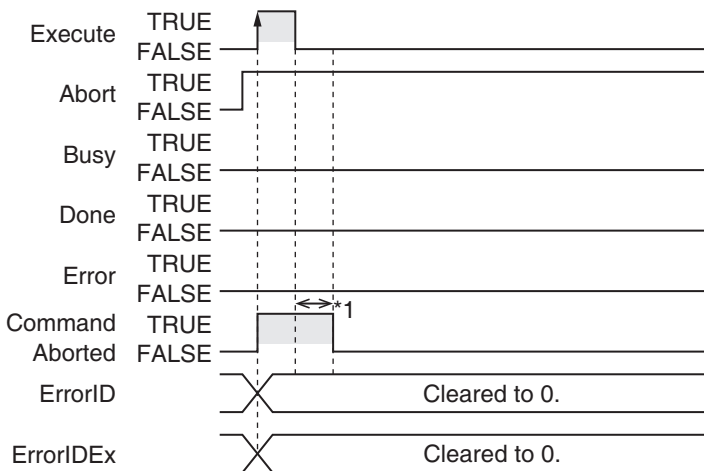 Execute TRUE
FALSE
Abort TRUE
FALSE
Busy TRUE
FALSE
Done TRUE
FALSE
Error TRUE
FALSE
*1
Command TRUE
Aborted FALSE
ErrorID Cleared to 0.
ErrorIDEx Cleared to 0.